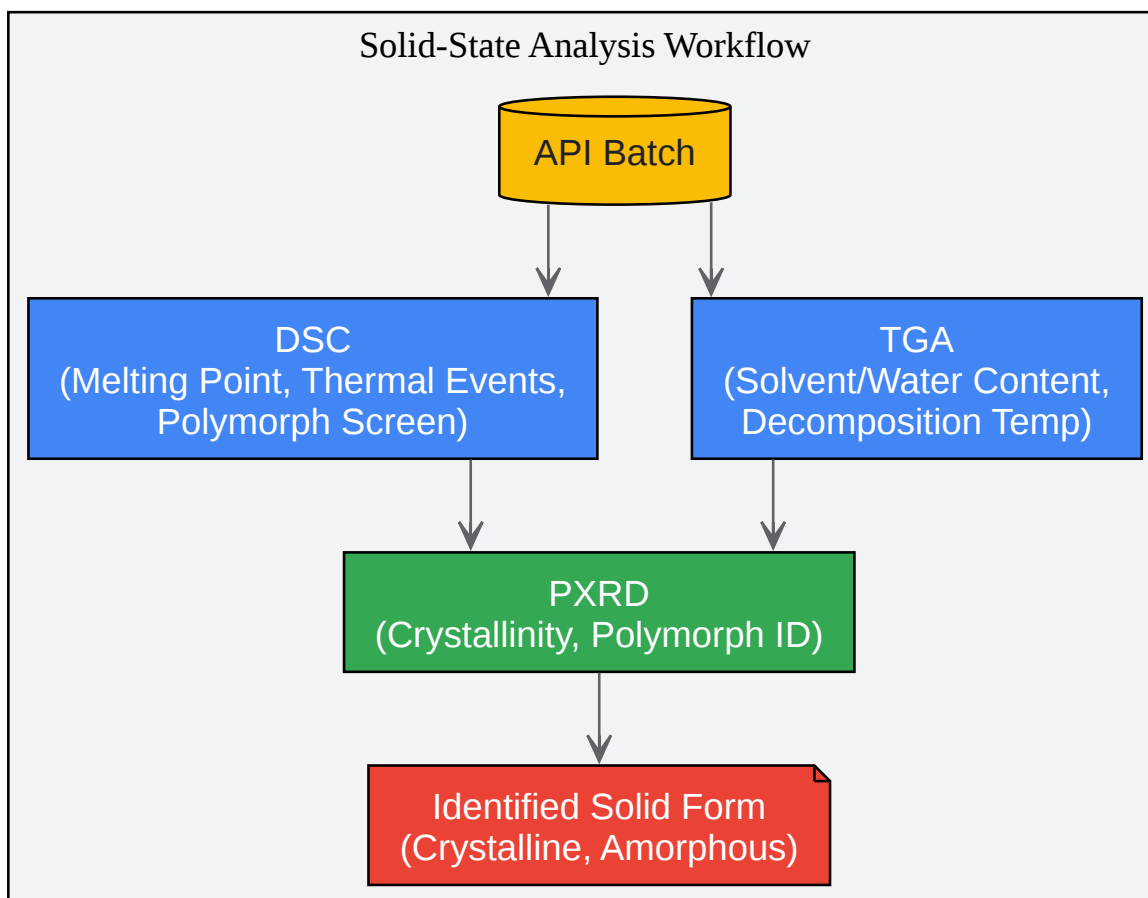 Solid-State Analysis Workflow
API Batch
DSC
(Melting Point, Thermal Events,
Polymorph Screen)
TGA
(Solvent/Water Content,
Decomposition Temp)
PXRD
(Crystallinity, Polymorph ID)
Identified Solid Form
(Crystalline, Amorphous)